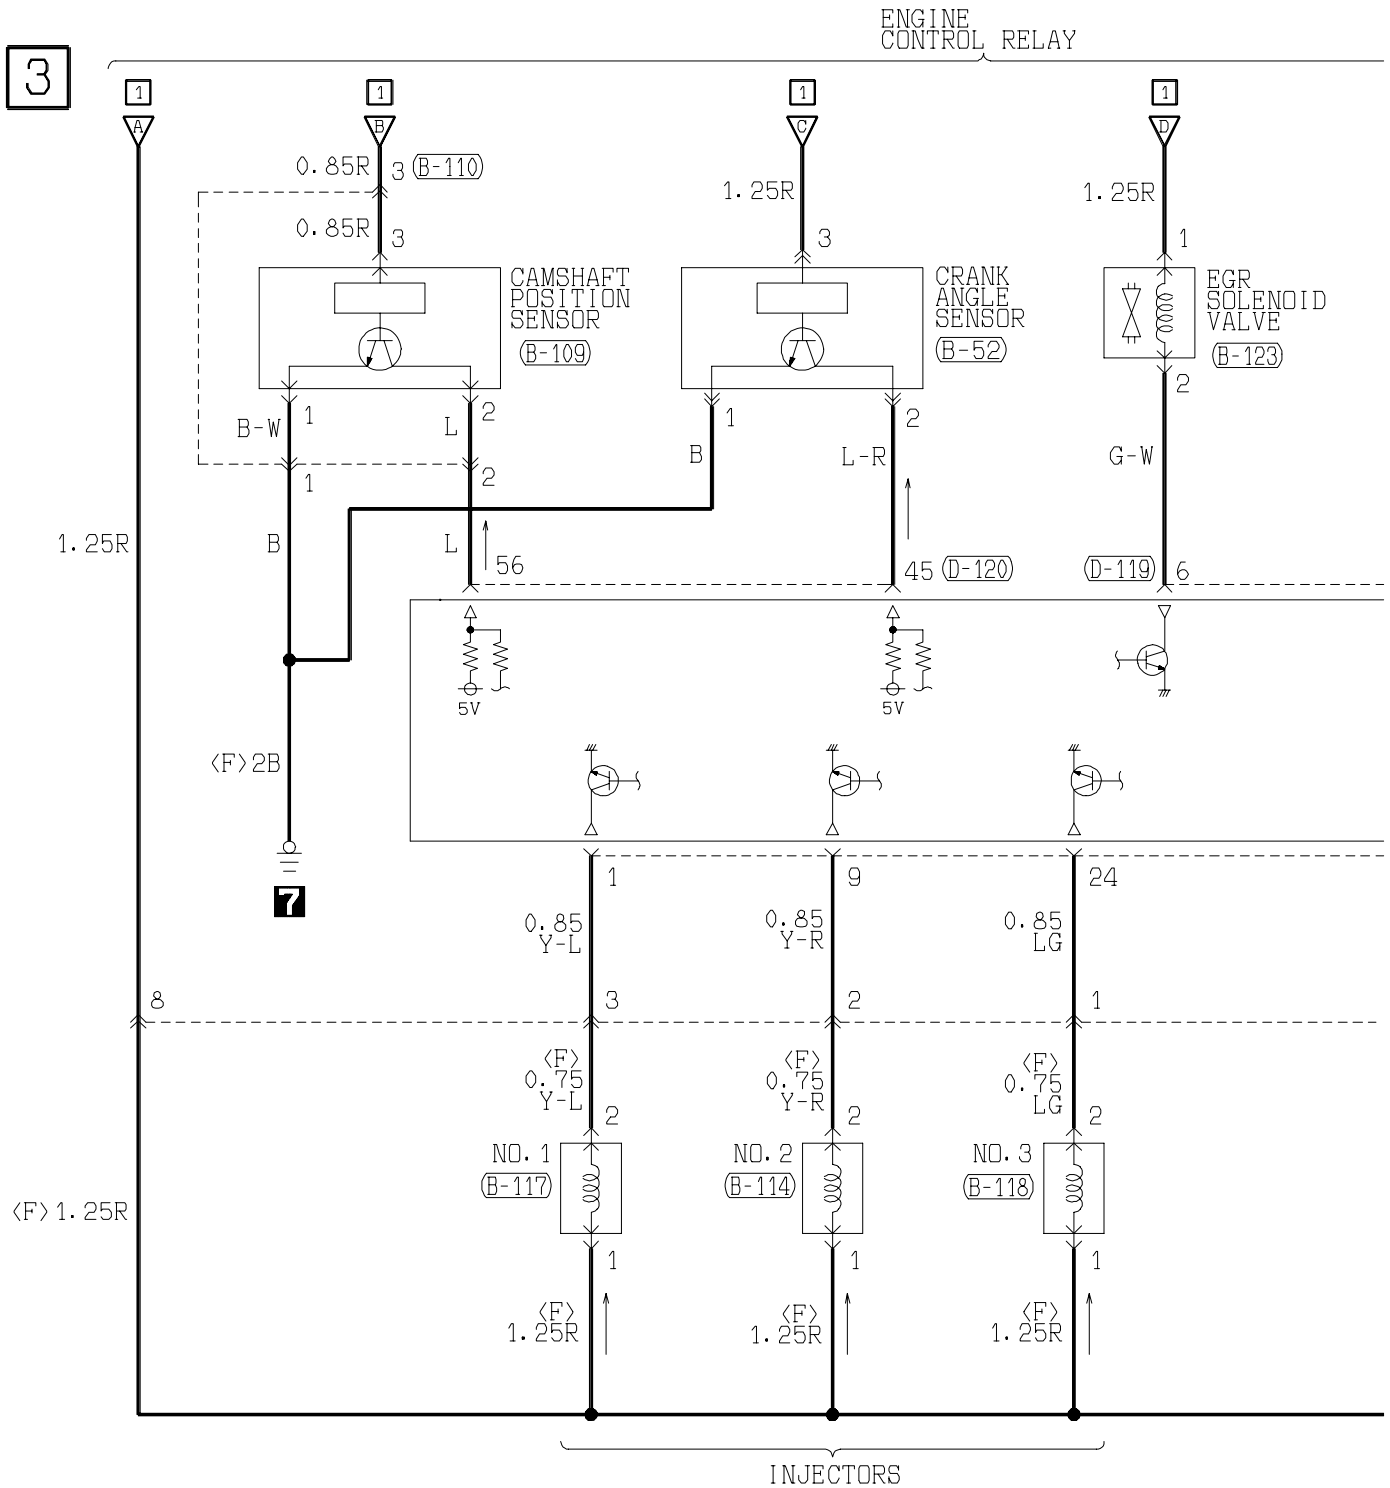 ENGINE
CONTROL RELAY
3
1
1
1
1
A
B
C
D
0.85R
3
B-110
1.25R
1.25R
0.85R
3
3
1
CAMSHAFT
POSITION
SENSOR
B-109
CRANK
ANGLE
SENSOR
B-52
EGR
SOLENOID
VALVE
B-123
1
2
1
2
2
B-W
L
B
L-R
G-W
1
2
1.25R
B
L
56
45
D-120
D-119
6
5V
5V
<F>2B
7
1
9
24
0.85
Y-L
0.85
Y-R
0.85
LG
8
3
2
1
<F>
0.75
Y-L
<F>
0.75
Y-R
<F>
0.75
LG
2
2
2
NO.1
B-117
NO.2
B-114
NO.3
B-118
<F>1.25R
1
1
1
<F>
1.25R
<F>
1.25R
<F>
1.25R
INJECTORS